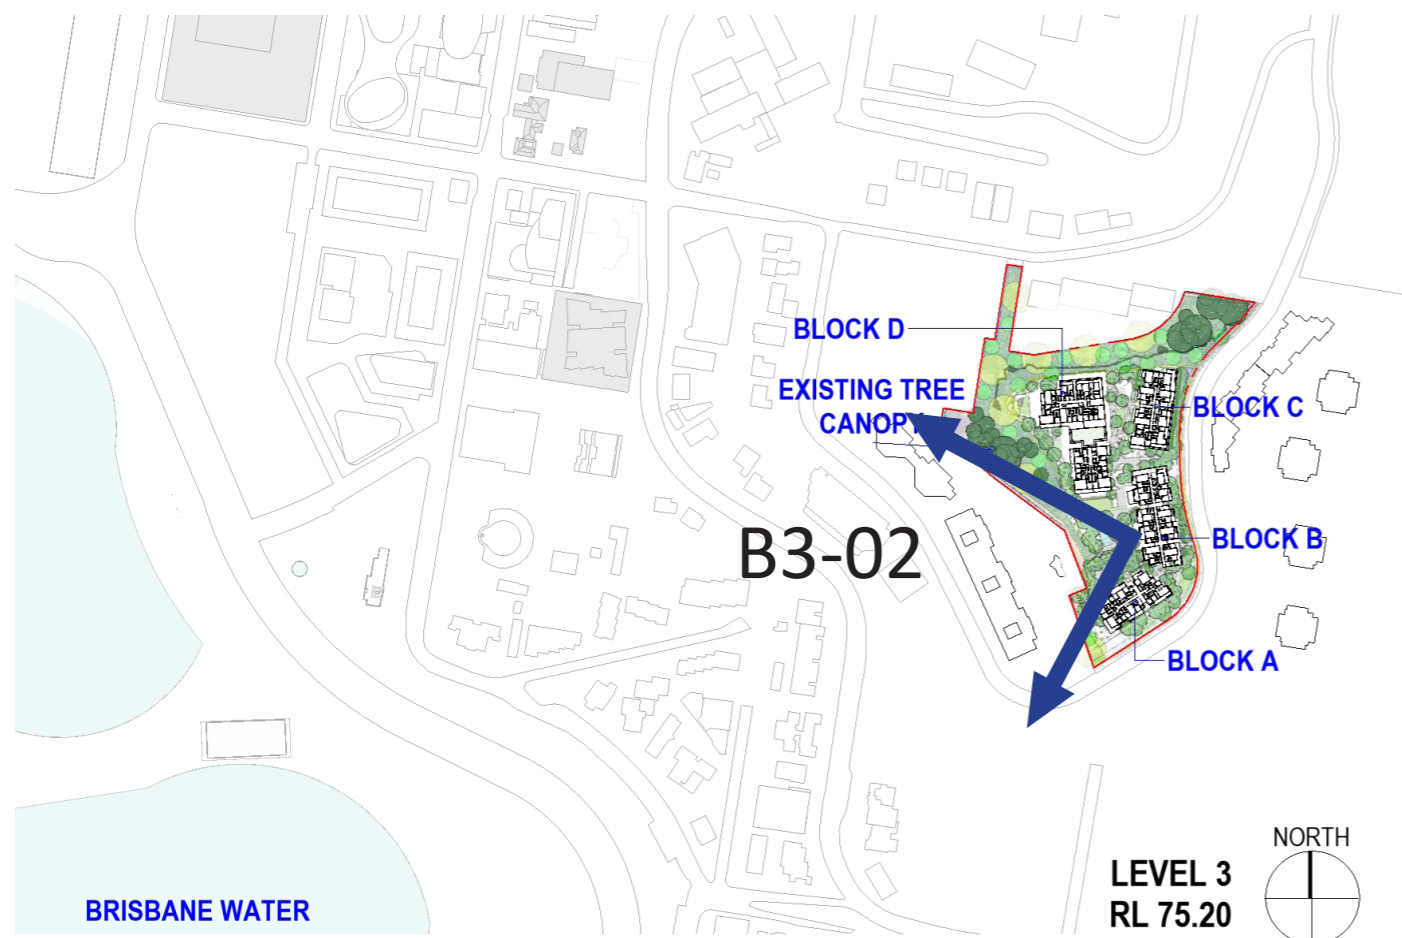 BLOCK D
EXISTING TREE
CANOPY
BLOCK C
B3-02
BLOCK B
BLOCK A
NORTH
LEVEL 3
RL 75.20
BRISBANE WATER